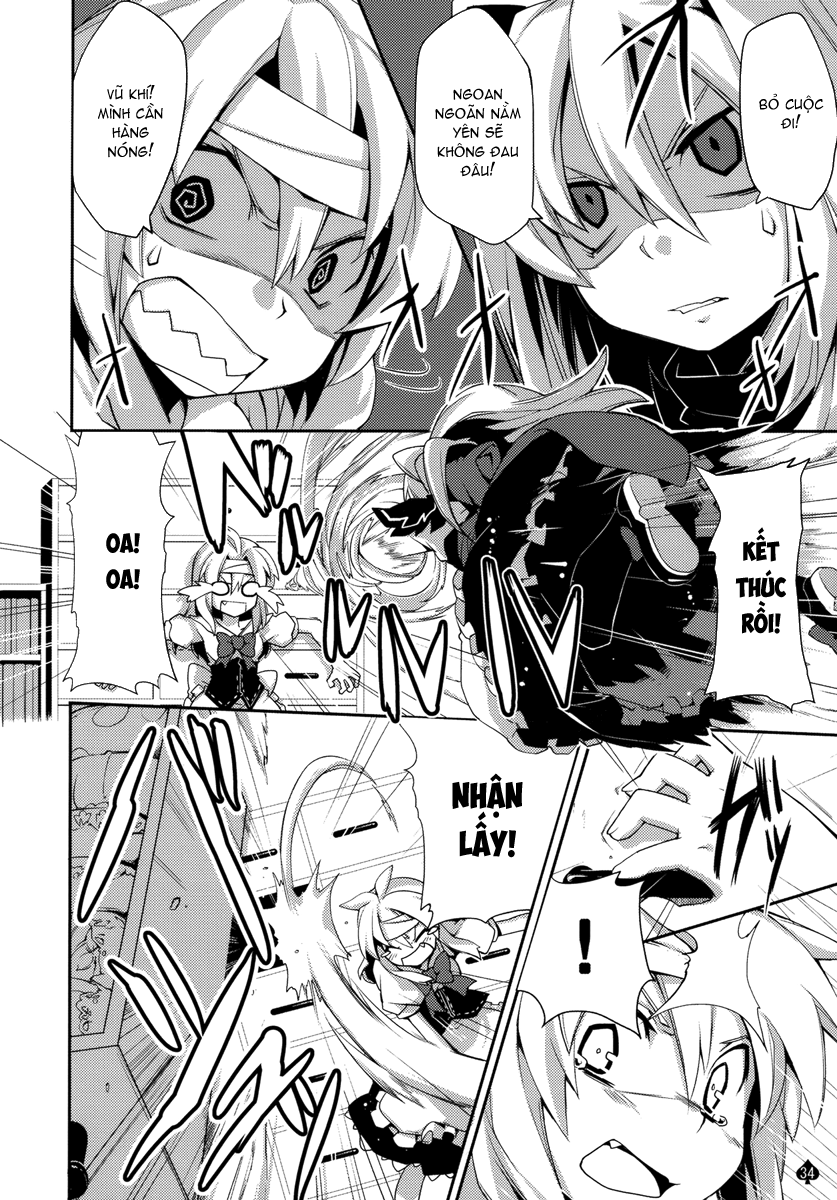 BỎ CUỘC
ĐI!
NGOAN
NGOÃN NẰM
YÊN SẼ
KHÔNG ĐAU
ĐÂU!
VŨ KHÍ!
MÌNH CẦN
HÀNG
NÓNG!
KẾT
THÚC
RỒI!
OA!
OA!
!
NHẬN
LẤY!
34